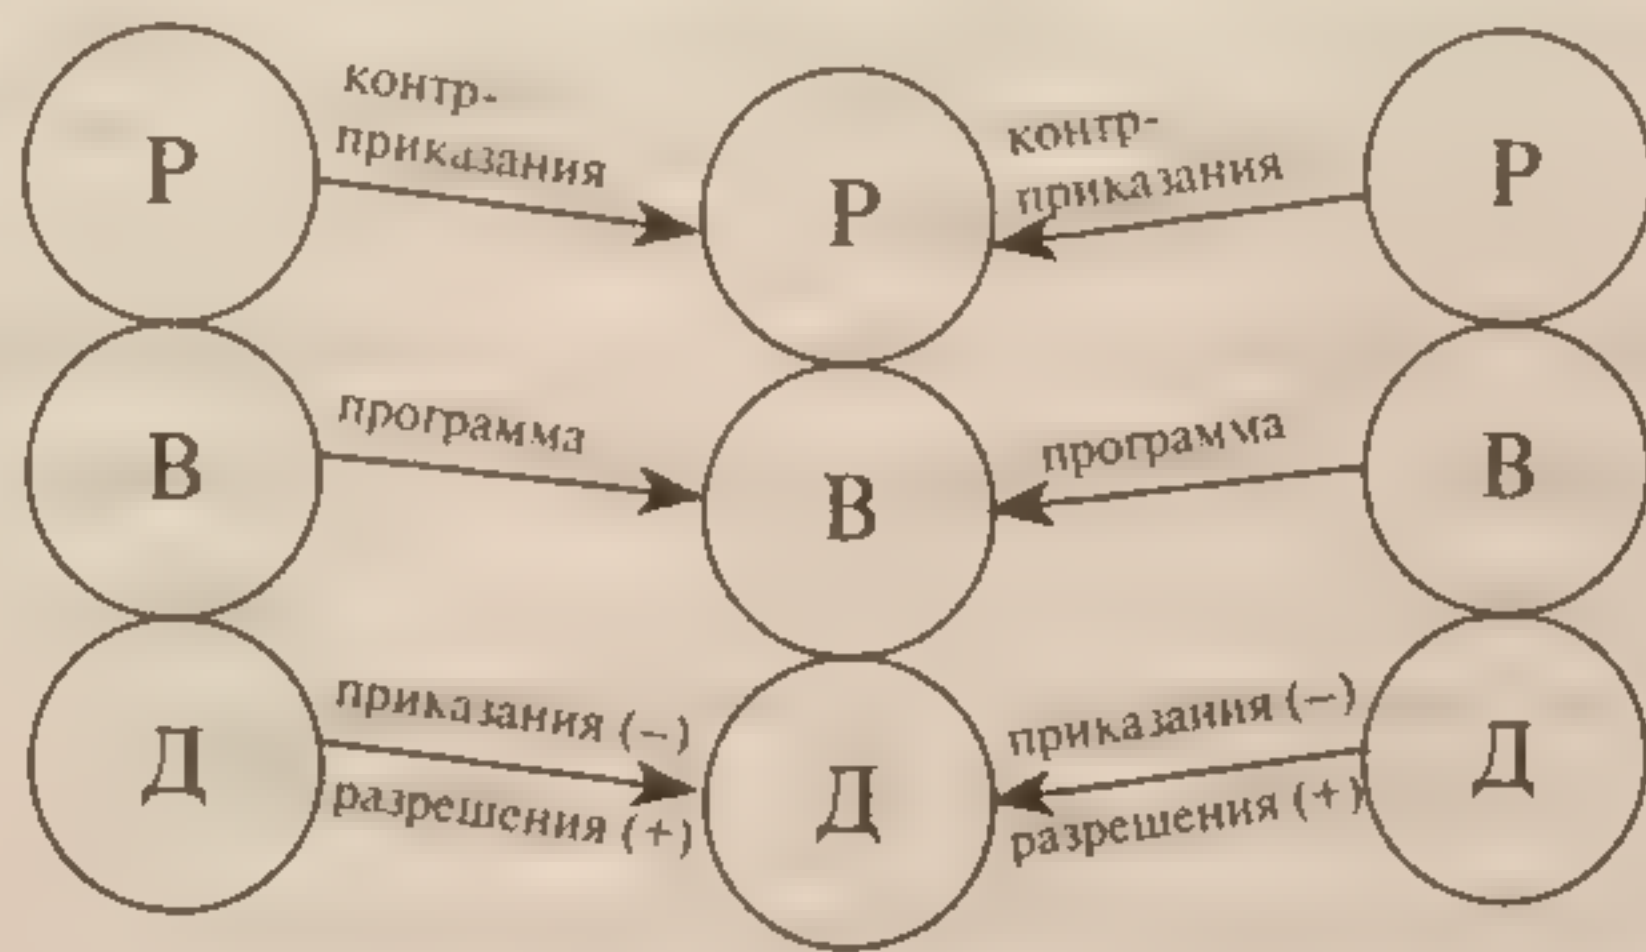 Р
контр-
приказания
Р
контр-
приказания
Р
В
программа
В
программа
В
Д
приказания (−)
разрешения (+)
Д
приказания (−)
разрешения (+)
Д